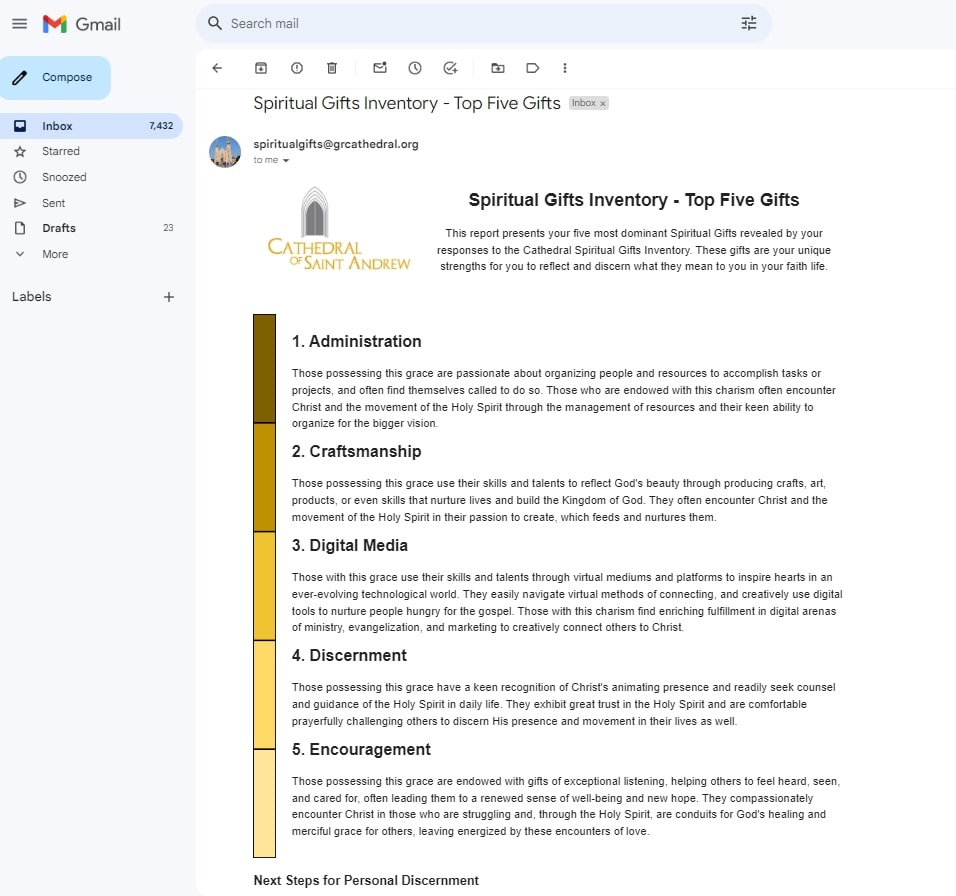 Gmail
Search mail
Compose
Inbox 7,432
Starred
Snoozed
Sent
Drafts 23
More
Labels
Spiritual Gifts Inventory - Top Five Gifts Inbox x
spiritualgifts@grcathedral.org
to me
CATHEDRAL
OF SAINT ANDREW
Spiritual Gifts Inventory - Top Five Gifts
This report presents your five most dominant Spiritual Gifts revealed by your
responses to the Cathedral Spiritual Gifts Inventory. These gifts are your unique
strengths for you to reflect and discern what they mean to you in your faith life.
1. Administration
Those possessing this grace are passionate about organizing people and resources to accomplish tasks or
projects, and often find themselves called to do so. Those who are endowed with this charism often encounter
Christ and the movement of the Holy Spirit through the management of resources and their keen ability to
organize for the bigger vision.
2. Craftsmanship
Those possessing this grace use their skills and talents to reflect God's beauty through producing crafts, art,
products, or even skills that nurture lives and build the Kingdom of God. They often encounter Christ and the
movement of the Holy Spirit in their passion to create, which feeds and nurtures them.
3. Digital Media
Those with this grace use their skills and talents through virtual mediums and platforms to inspire hearts in an
ever-evolving technological world. They easily navigate virtual methods of connecting, and creatively use digital
tools to nurture people hungry for the gospel. Those with this charism find enriching fulfillment in digital arenas
of ministry, evangelization, and marketing to creatively connect others to Christ.
4. Discernment
Those possessing this grace have a keen recognition of Christ's animating presence and readily seek counsel
and guidance of the Holy Spirit in daily life. They exhibit great trust in the Holy Spirit and are comfortable
prayerfully challenging others to discern His presence and movement in their lives as well.
5. Encouragement
Those possessing this grace are endowed with gifts of exceptional listening, helping others to feel heard, seen,
and cared for, often leading them to a renewed sense of well-being and new hope. They compassionately
encounter Christ in those who are struggling and, through the Holy Spirit, are conduits for God's healing and
merciful grace for others, leaving energized by these encounters of love.
Next Steps for Personal Discernment